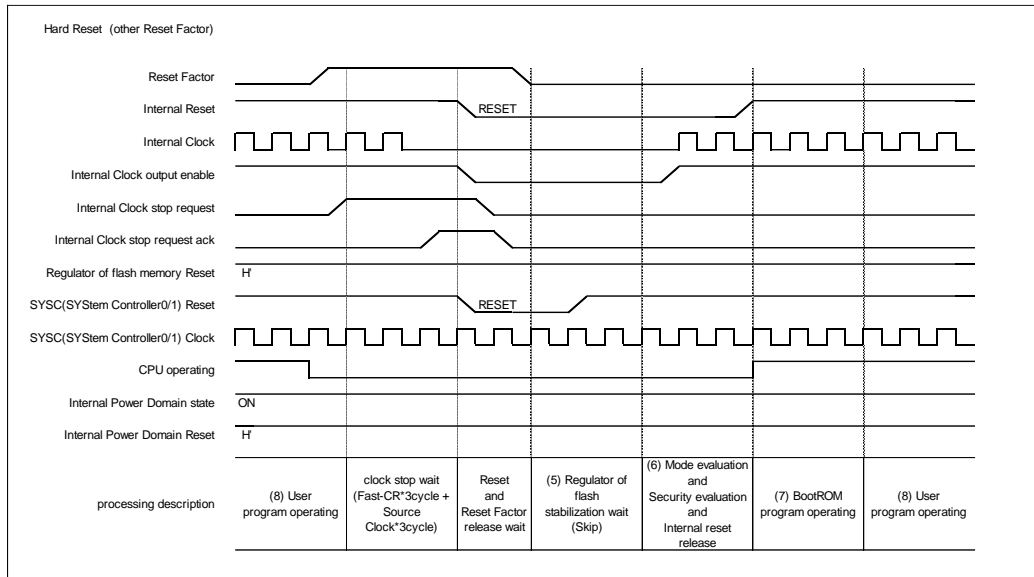 Hard Reset (other Reset Factor)
Reset Factor
Internal Reset
RESET
Internal Clock
Internal Clock output enable
Internal Clock stop request
Internal Clock stop request ack
Regulator of flash memory Reset
H'
SYSC(SYStem Controller0/1) Reset
RESET
SYSC(SYStem Controller0/1) Clock
CPU operating
Internal Power Domain state
ON
Internal Power Domain Reset
H'
processing description
(8) User
program operating
clock stop wait
(Fast-CR*3cycle +
Source
Clock*3cycle)
Reset
and
Reset Factor
release wait
(5) Regulator of
flash
stabilization wait
(Skip)
(6) Mode evaluation
and
Security evaluation
and
Internal reset
release
(7) BootROM
program operating
(8) User
program operating